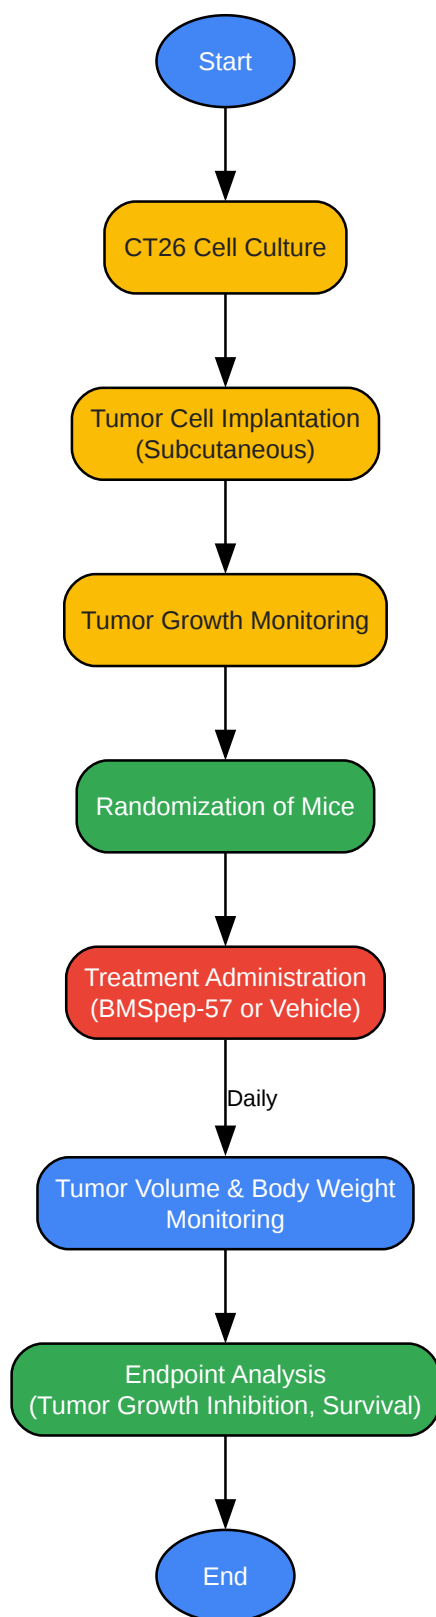 Start
CT26 Cell Culture
Tumor Cell Implantation
(Subcutaneous)
Tumor Growth Monitoring
Randomization of Mice
Treatment Administration
(BMSpep-57 or Vehicle)
Daily
Tumor Volume & Body Weight
Monitoring
Endpoint Analysis
(Tumor Growth Inhibition, Survival)
End